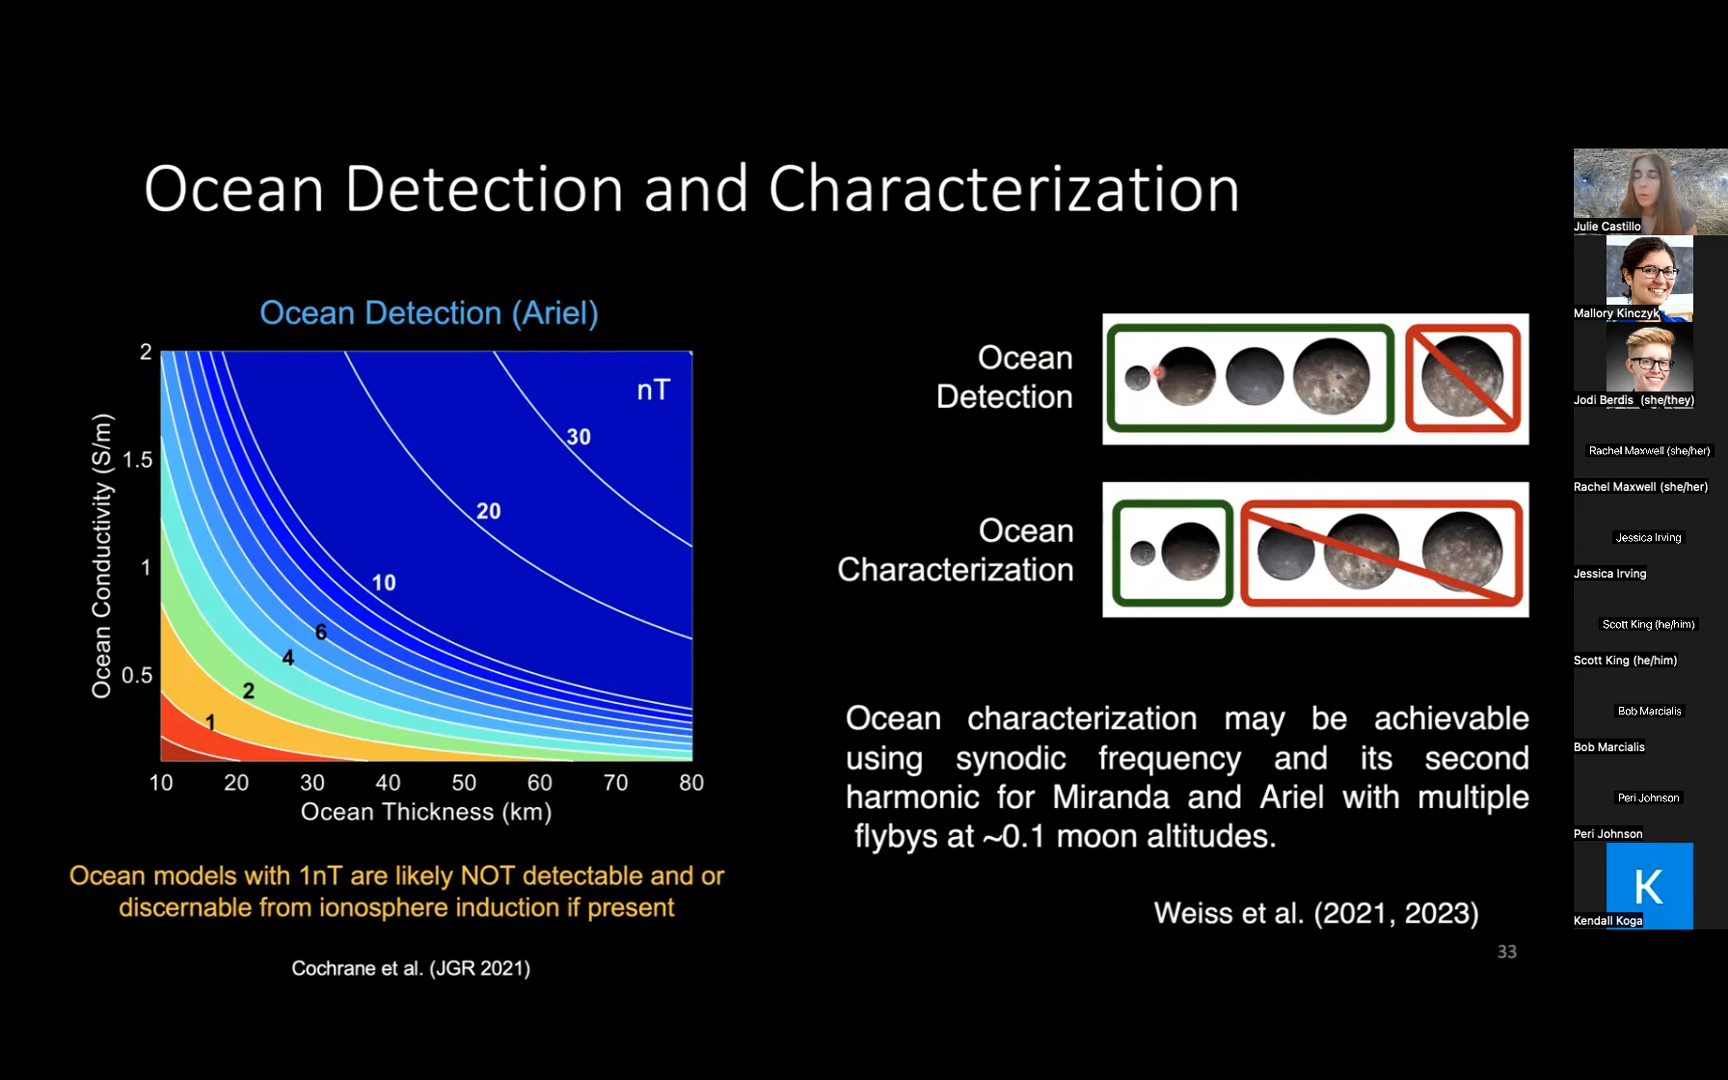 Ocean Detection and Characterization
Ocean Detection (Ariel)
nT
30
20
10
6
4
2
1
2
1.5
1
0.5
Ocean Conductivity (S/m)
10 20 30 40 50 60 70 80
Ocean Thickness (km)
Ocean models with 1nT are likely NOT detectable and or
discernable from ionosphere induction if present
Cochrane et al. (JGR 2021)
Ocean
Detection
Ocean
Characterization
Ocean characterization may be achievable
using synodic frequency and its second
harmonic for Miranda and Ariel with multiple
flybys at ~0.1 moon altitudes.
Weiss et al. (2021, 2023)
33
Julie Castillo
Mallory Kinczyk
Jodi Berdis (she/they)
Rachel Maxwell (she/her)
Rachel Maxwell (she/her)
Jessica Irving
Jessica Irving
Scott King (he/him)
Scott King (he/him)
Bob Marcialis
Bob Marcialis
Peri Johnson
Peri Johnson
K
Kendall Koga